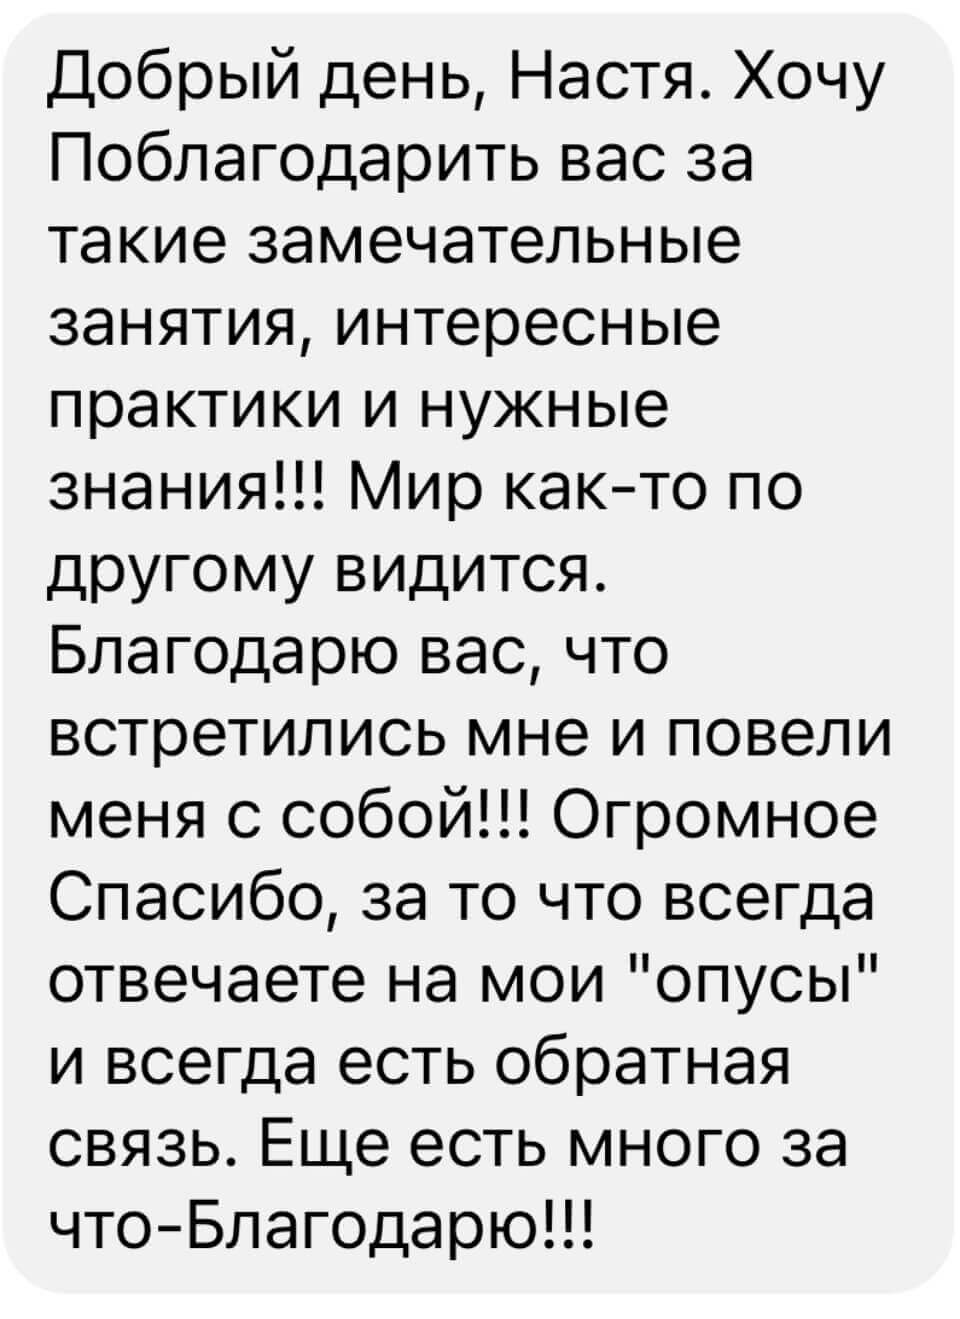 Добрый день, Настя. Хочу
Поблагодарить вас за
такие замечательные
занятия, интересные
практики и нужные
знания!!! Мир как-то по
другому видится.
Благодарю вас, что
встретились мне и повели
меня с собой!!! Огромное
Спасибо, за то что всегда
отвечаете на мои "опусы"
и всегда есть обратная
связь. Еще есть много за
что-Благодарю!!!